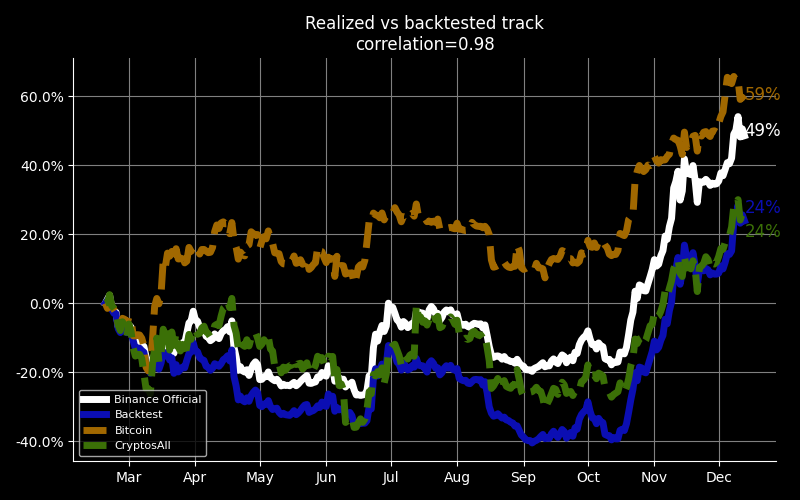 Realized vs backtested track
correlation=0.98
60.0%
40.0%
20.0%
0.0%
-20.0%
-40.0%
59%
49%
24%
24%
Binance Official
Backtest
Bitcoin
CryptosAll
Mar Apr May Jun Jul Aug Sep Oct Nov Dec